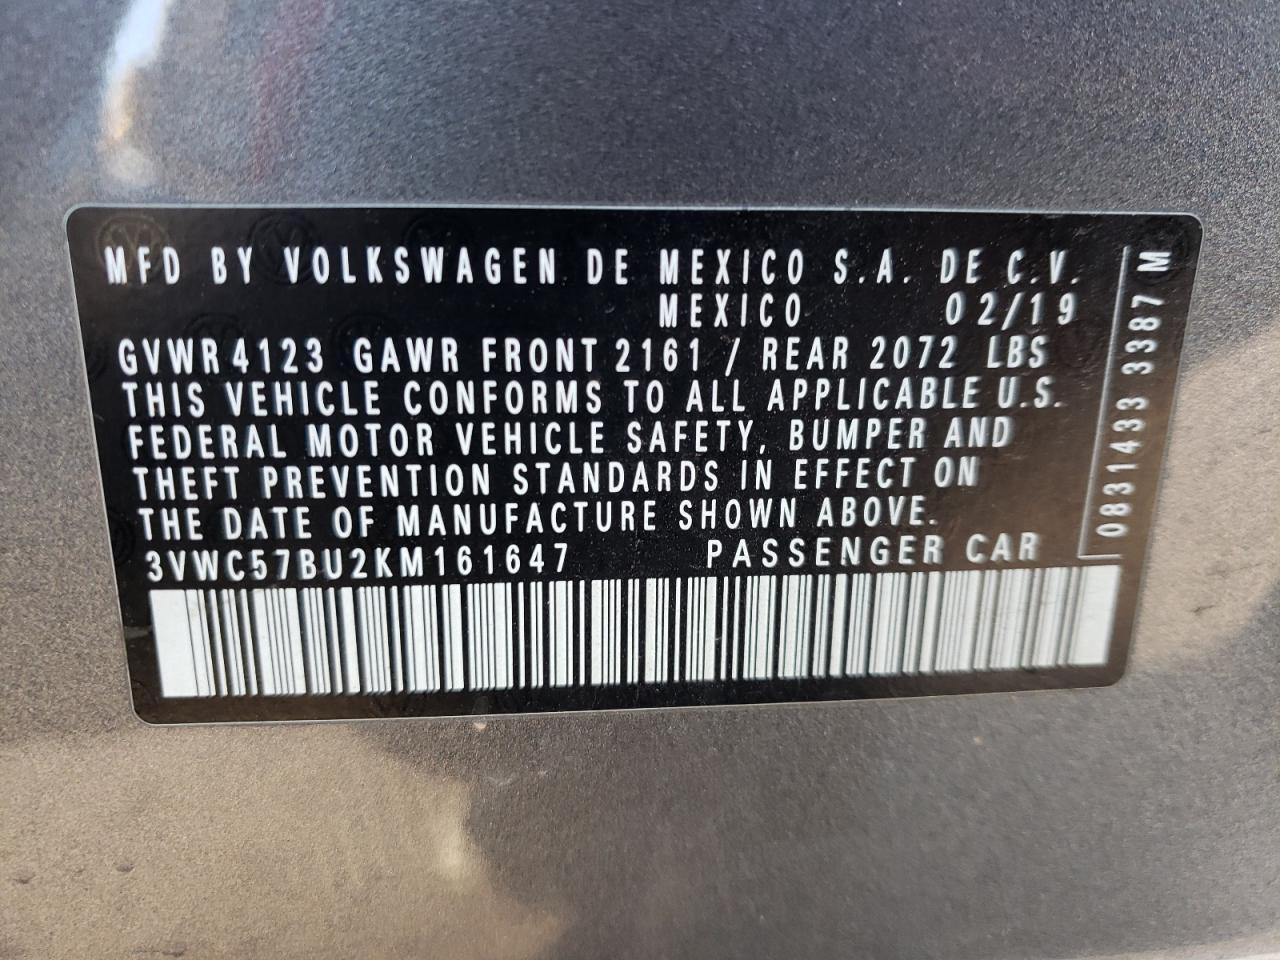 MFD BY VOLKSWAGEN DE MEXICO S.A. DE C.V.
MEXICO 02/19
GVWR 4123 GAWR FRONT 2161 / REAR 2072 LBS
THIS VEHICLE CONFORMS TO ALL APPLICABLE U.S.
FEDERAL MOTOR VEHICLE SAFETY, BUMPER AND
THEFT PREVENTION STANDARDS IN EFFECT ON
THE DATE OF MANUFACTURE SHOWN ABOVE.
3VWC57BU2KM161647 PASSENGER CAR
0831433 3387 M